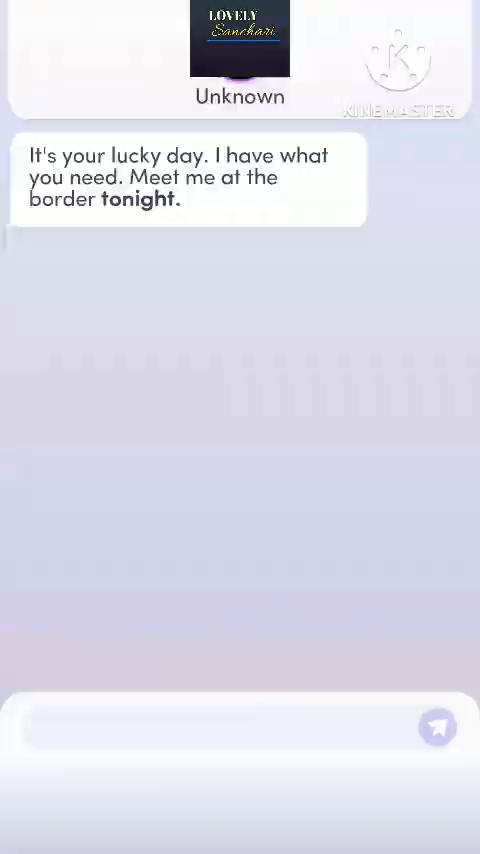 LOVELY
Sanchari
Unknown
KINEMASTER
It's your lucky day. I have what
you need. Meet me at the
border tonight.